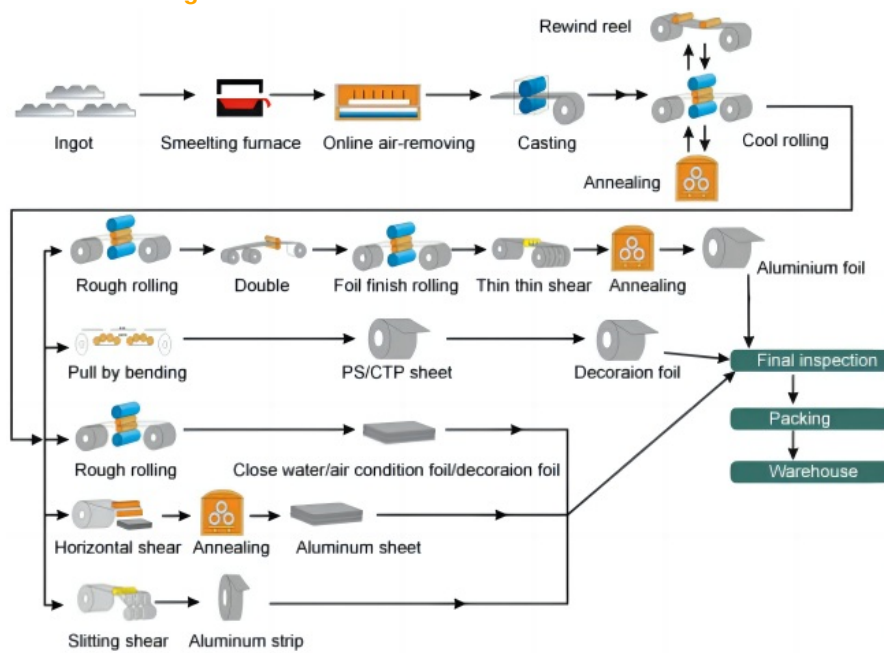 Rewind reel
Ingot
Smeelting furnace
Online air-removing
Casting
Cool rolling
Annealing
Rough rolling
Double
Foil finish rolling
Thin thin shear
Annealing
Aluminium foil
Pull by bending
PS/CTP sheet
Decoraion foil
Final inspection
Packing
Rough rolling
Close water/air condition foil/decoraion foil
Warehouse
Horizontal shear
Annealing
Aluminum sheet
Slitting shear
Aluminum strip